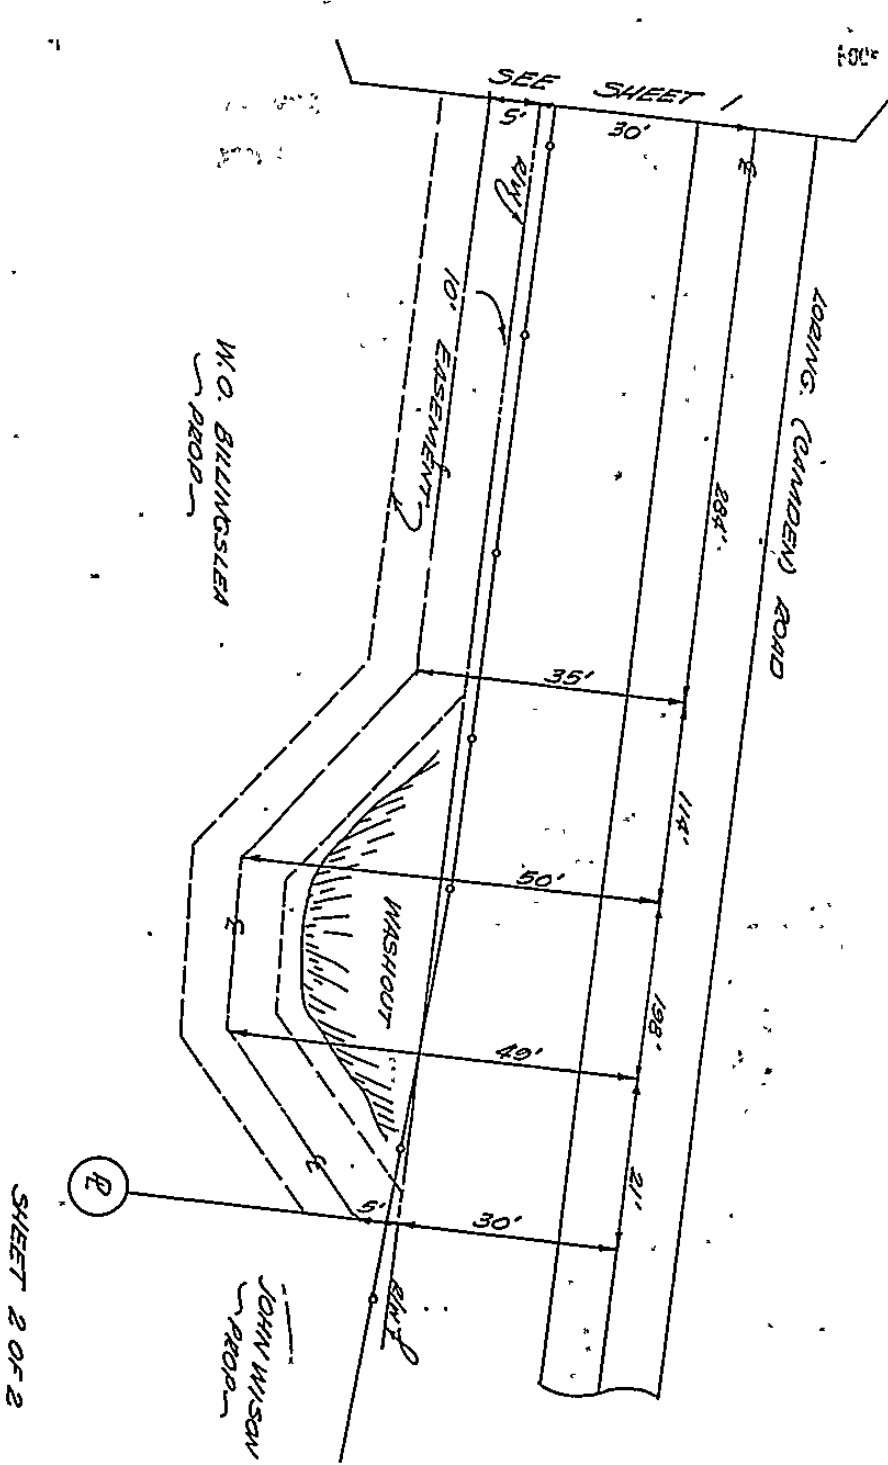 SEE SHEET 1
5'
30'
R/W
℄
10' EASEMENT
LORING (CAMDEN) ROAD
W.O. BILLINGSLEA
PROP
284'
35'
114'
50'
WASHOUT
℄
198'
49'
℄
21'
5'
30'
R/W
JOHN WISON
PROP
SHEET 2 OF 2